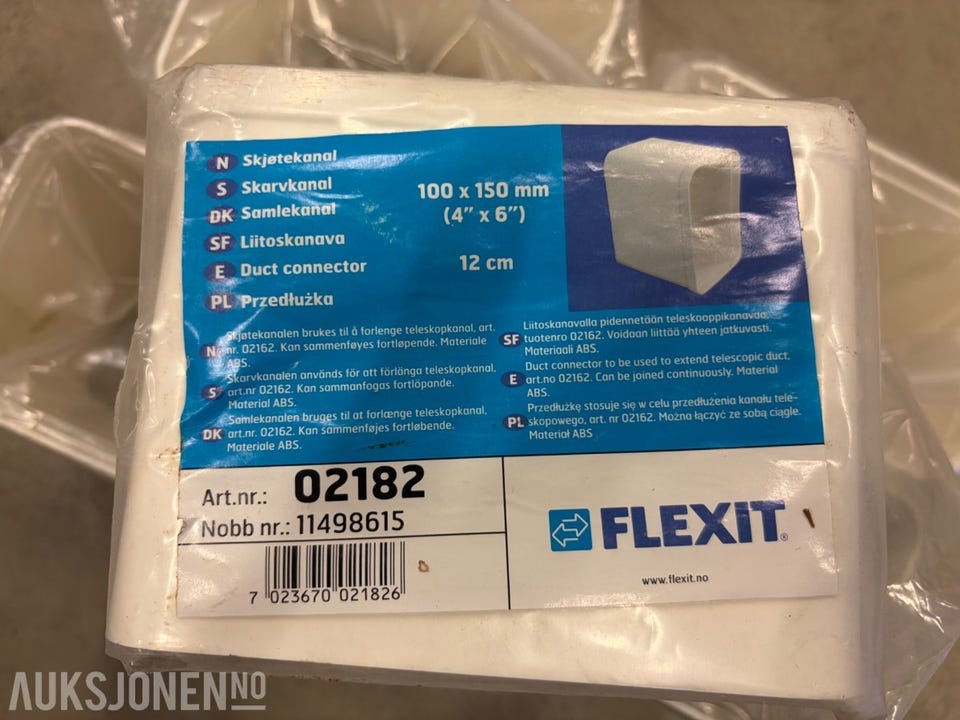 N Skjøtekanal
S Skarvkanal
DK Samlekanal
SF Liitoskanava
E Duct connector
PL Przedłużka
100 x 150 mm
(4” x 6”)
12 cm
N Skjøtekanalen brukes til å forlenge teleskopkanal, art.
nr. 02162. Kan sammenføyes fortløpende. Materiale
ABS.
S Skarvkanalen används för att förlänga teleskopkanal,
art.nr 02162. Kan sammanfogas fortlöpande.
Material ABS.
DK Samlekanalen bruges til at forlænge teleskopkanal,
art.nr. 02162. Kan sammenføjes fortløbende.
Materiale ABS.
SF Liitoskanavalla pidennetään teleskooppikanavaa,
tuotenro 02162. Voidaan liittää yhteen jatkuvasti.
Materiaali ABS.
E Duct connector to be used to extend telescopic duct,
art.no 02162. Can be joined continuously. Material
ABS.
PL Przedłużkę stosuje się w celu przedłużenia kanału tele-
skopowego, art. nr 02162. Można łączyć ze sobą ciągle.
Materiał ABS
Art.nr.: 02182
Nobb nr.: 11498615
7 023670 021826
FLEXIT®
www.flexit.no
AUKSJONEN NO